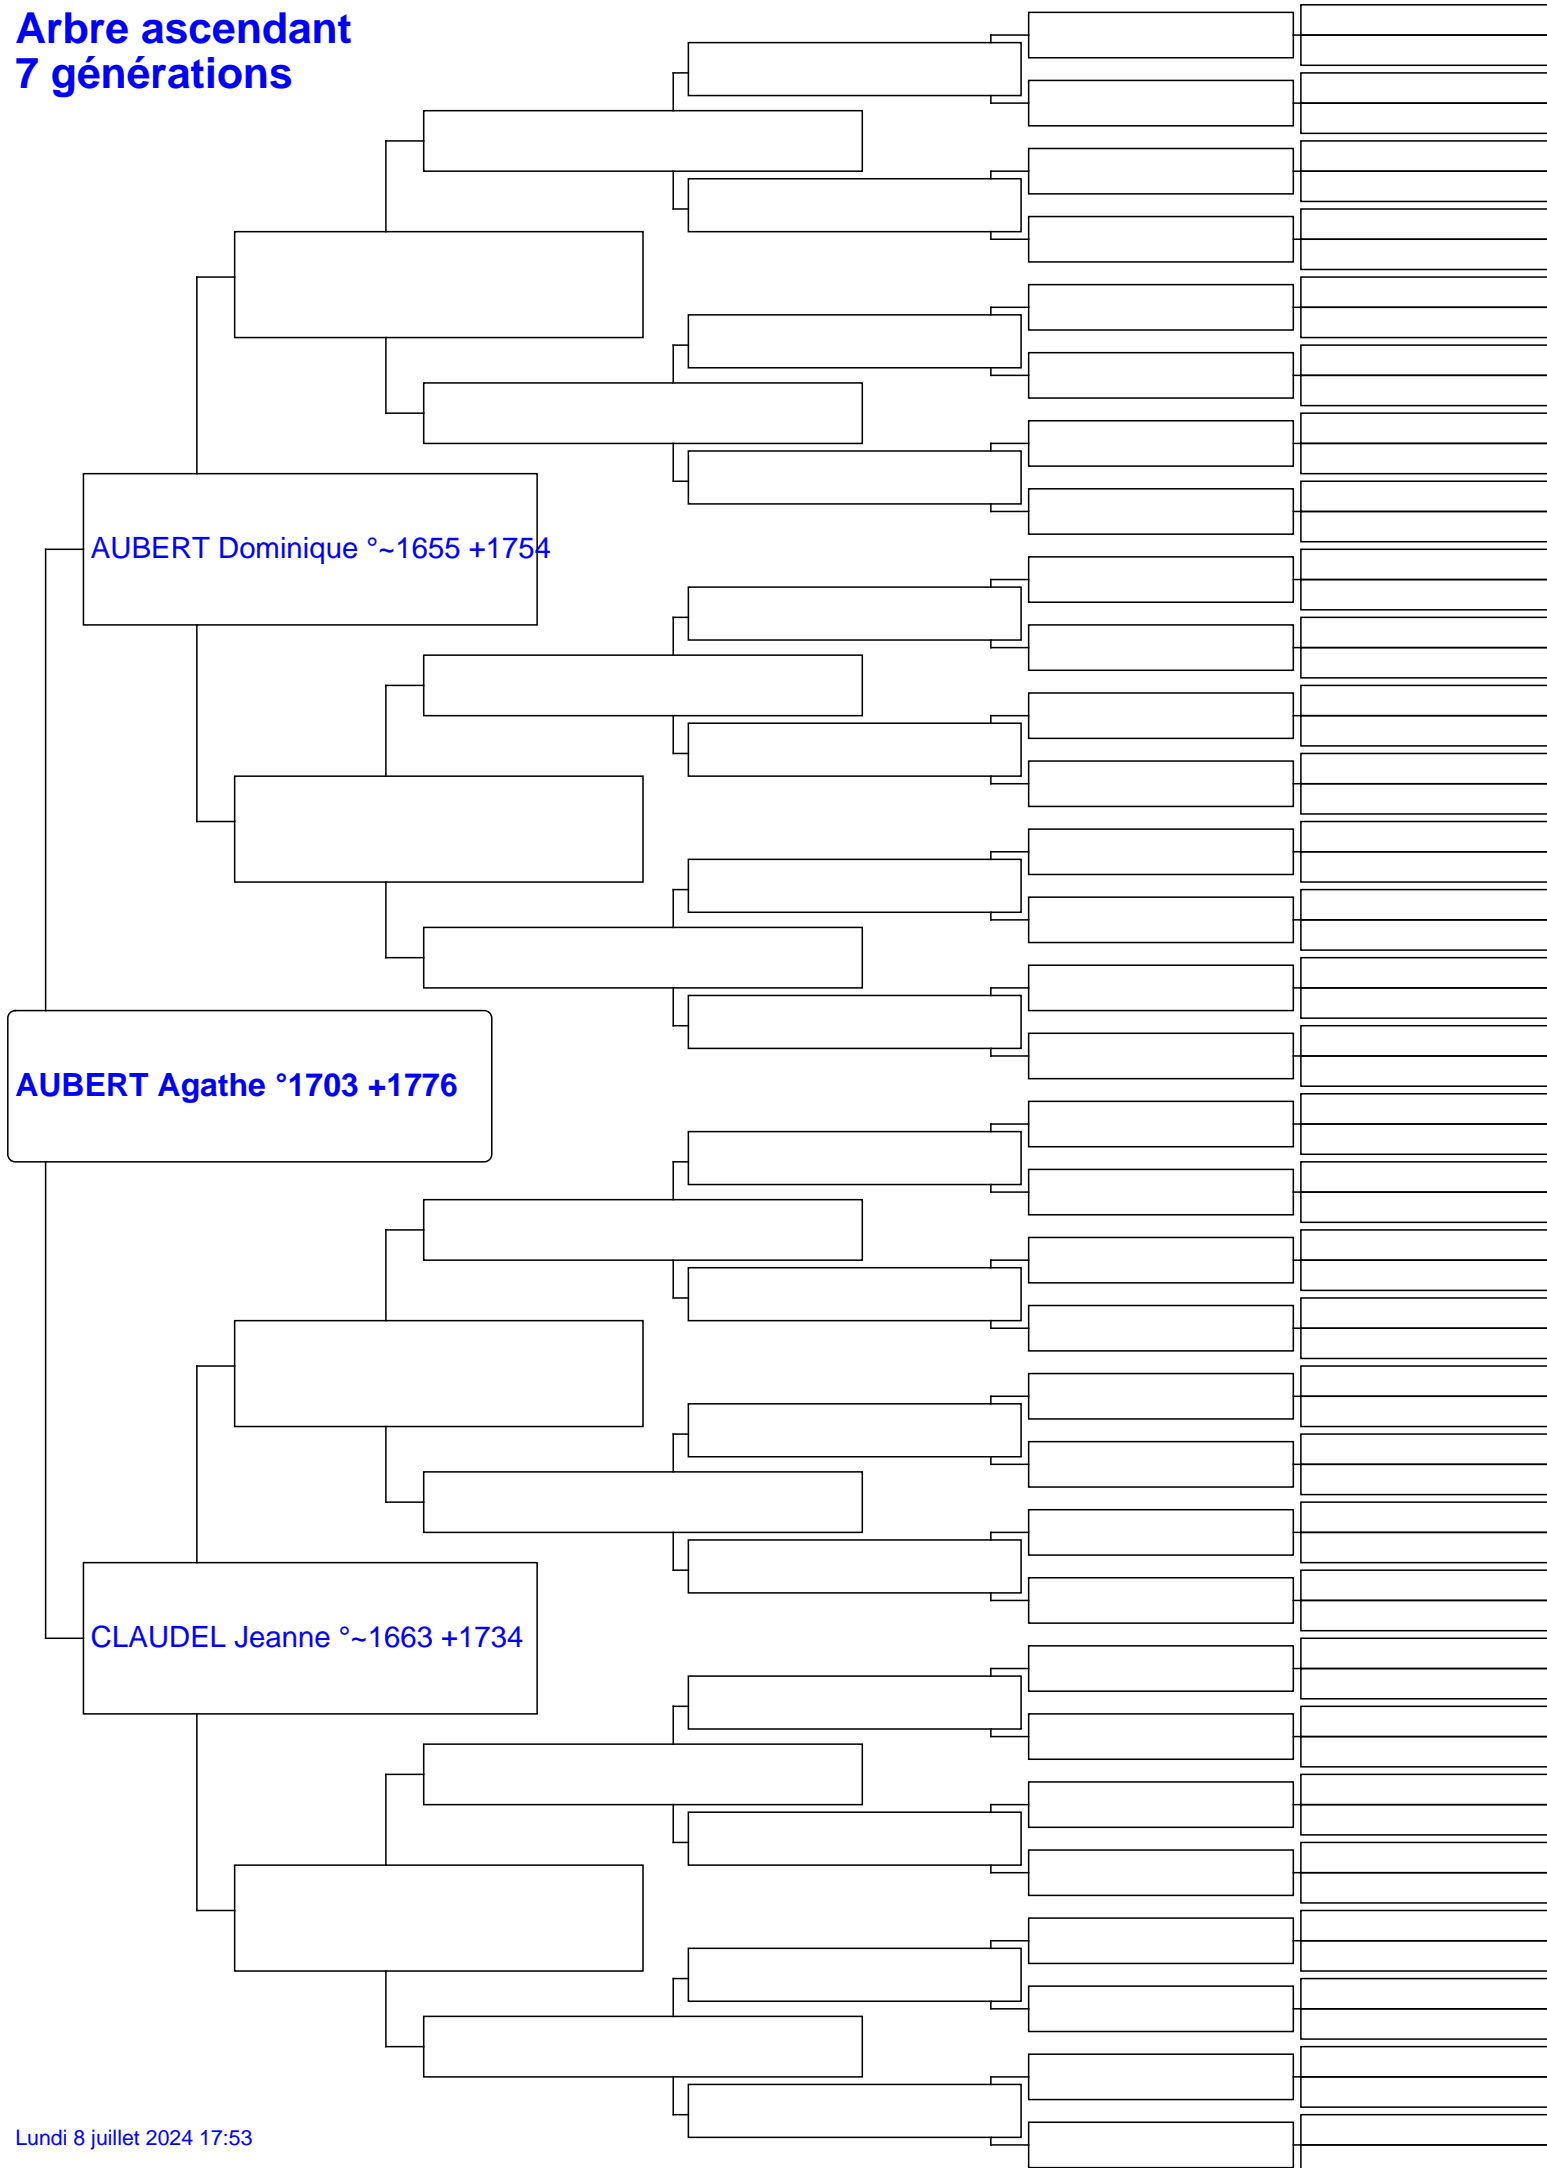 Arbre ascendant
7 générations
AUBERT Dominique °~1655 +1754
AUBERT Agathe °1703 +1776
CLAUDEL Jeanne °~1663 +1734
Lundi 8 juillet 2024 17:53